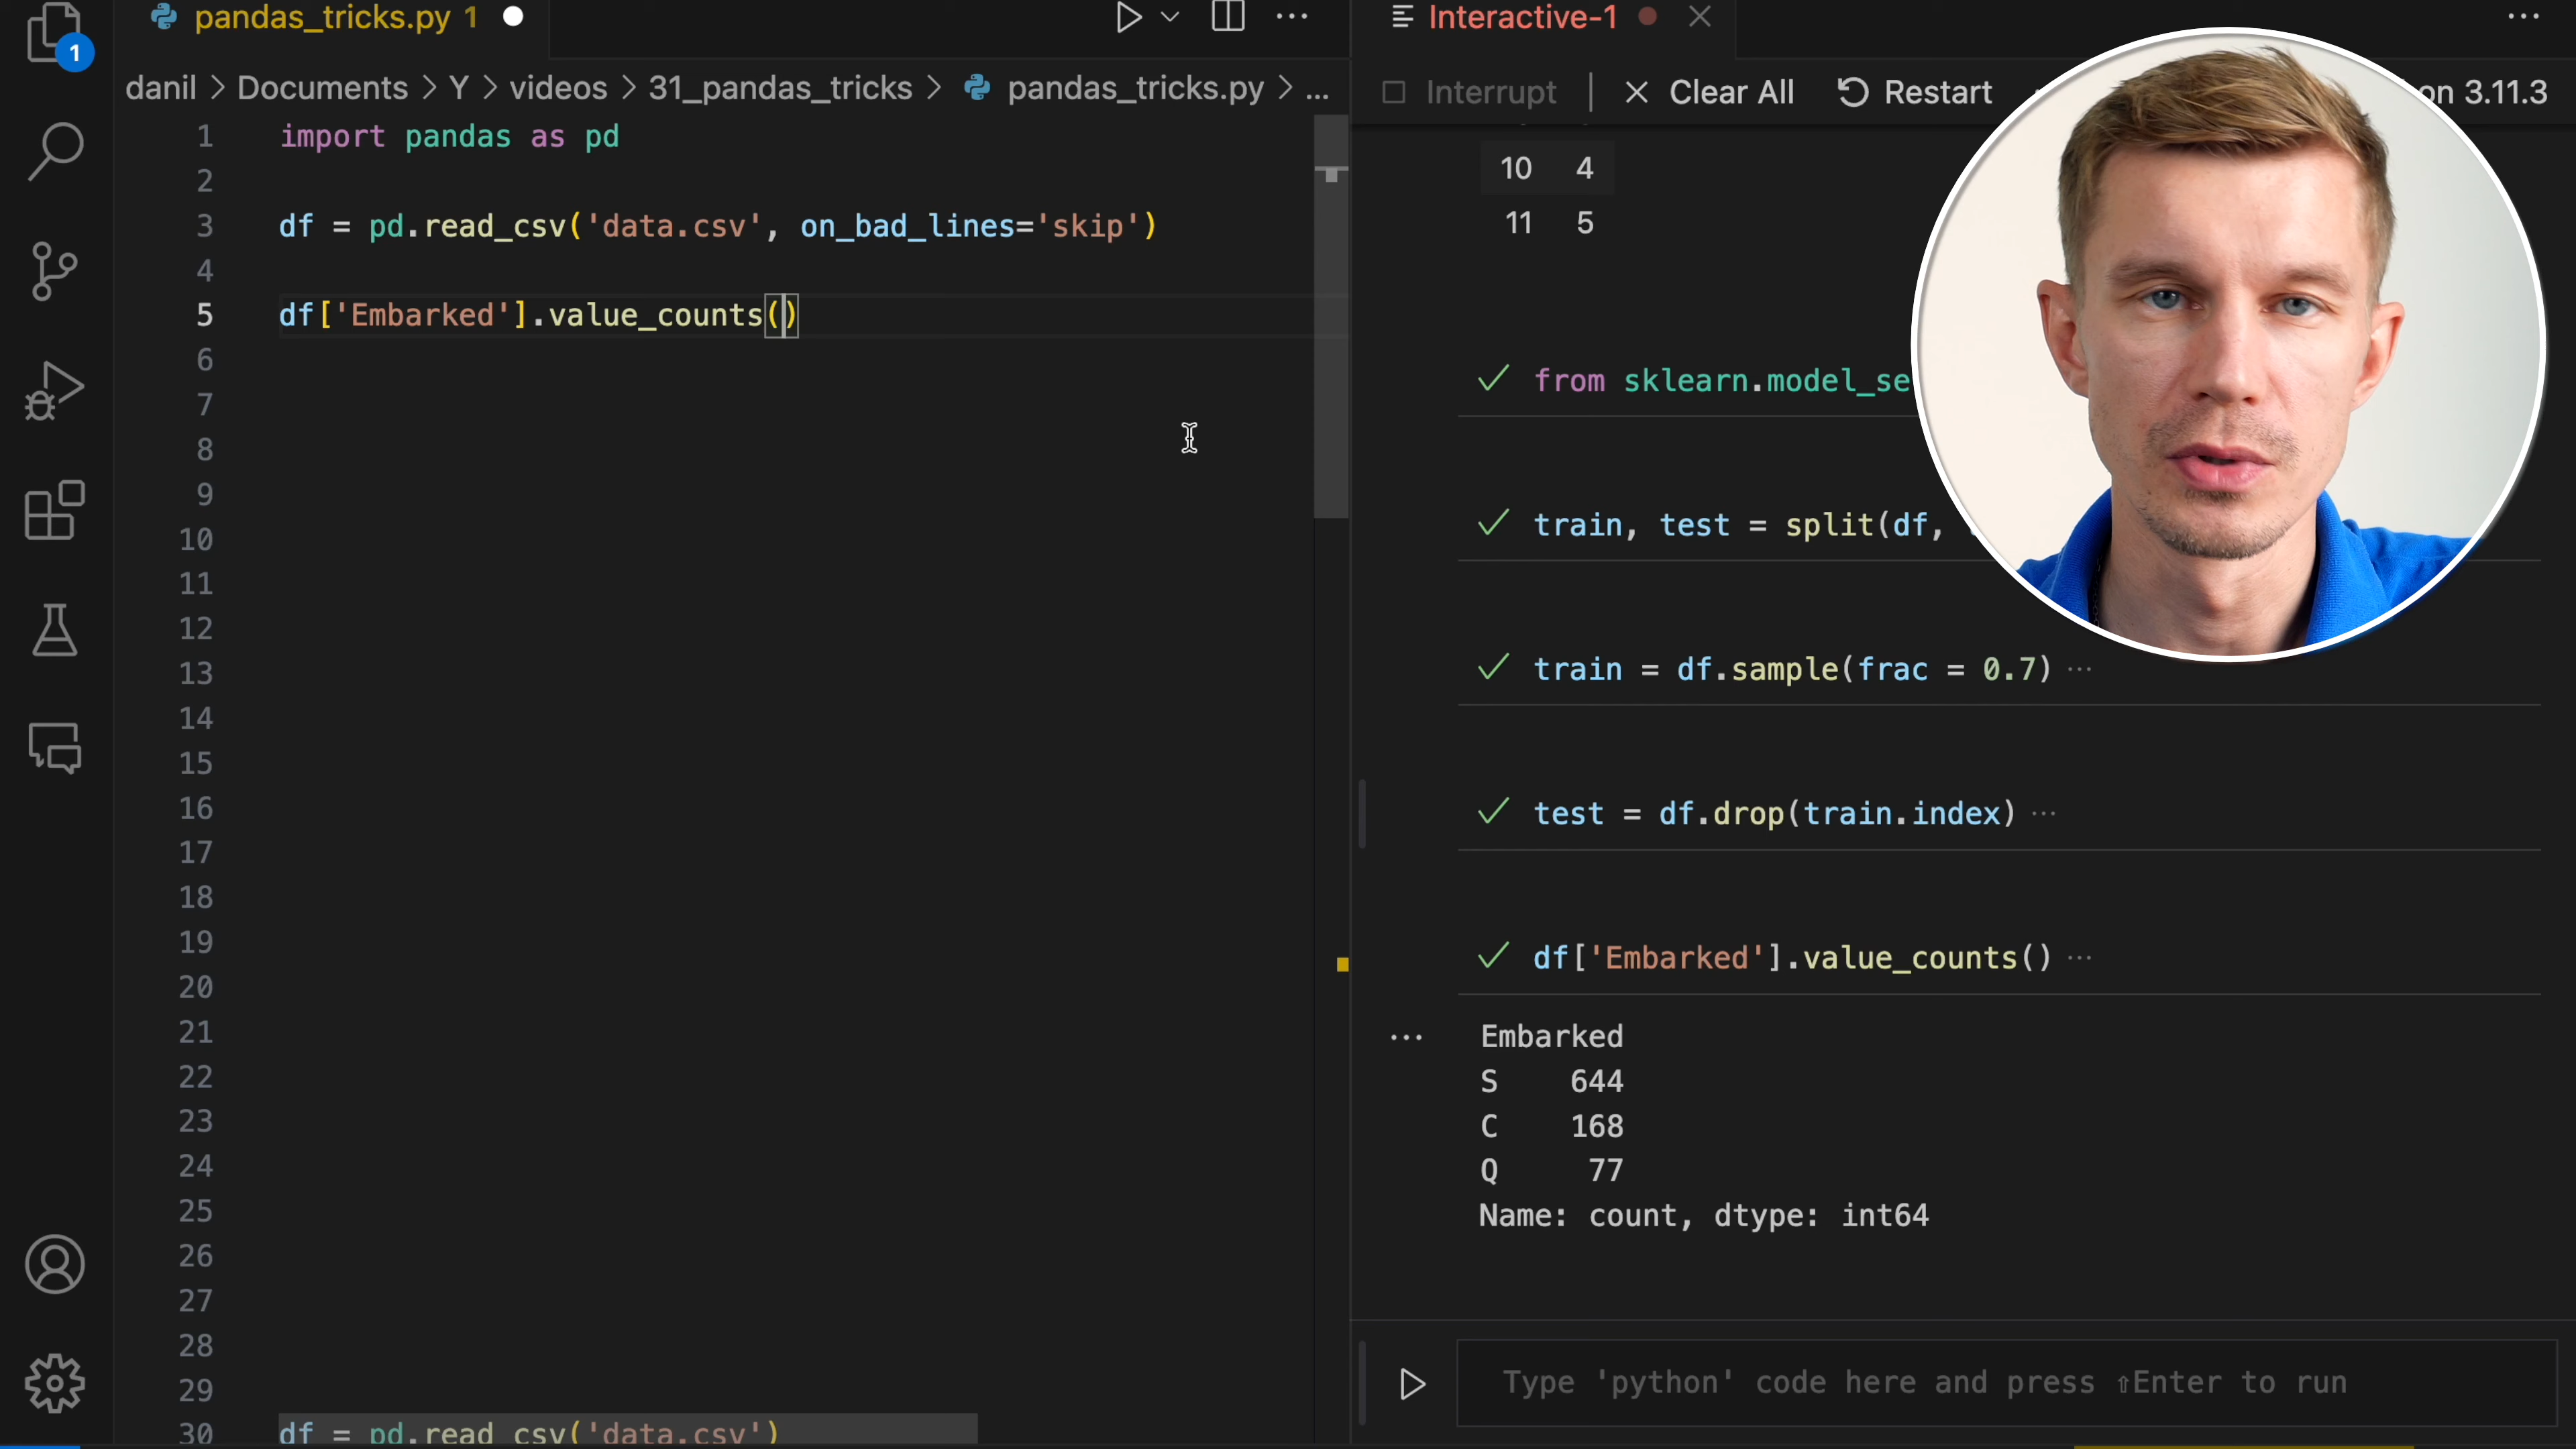 1
pandas_tricks.py 1
danil > Documents > Y > videos > 31_pandas_tricks > pandas_tricks.py > ...
1 import pandas as pd
2
3 df = pd.read_csv('data.csv', on_bad_lines='skip')
4
5 df['Embarked'].value_counts()
6
7
8
9
10
11
12
13
14
15
16
17
18
19
20
21
22
23
24
25
26
27
28
29
30 df = pd.read_csv('data.csv')
Interactive-1
Interrupt | Clear All Restart on 3.11.3
10 4
11 5
from sklearn.model_se
train, test = split(df,
train = df.sample(frac = 0.7) ...
test = df.drop(train.index) ...
df['Embarked'].value_counts() ...
Embarked
S 644
C 168
Q 77
Name: count, dtype: int64
Type 'python' code here and press ⇧Enter to run